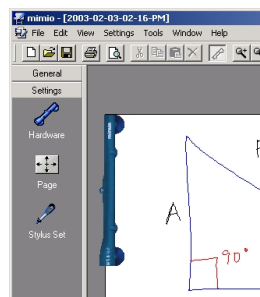 mimio - [2003-02-03-02-16-PM]
File Edit View Settings Tools Window Help
General
Settings
Hardware
Page
Stylus Set
A
90°